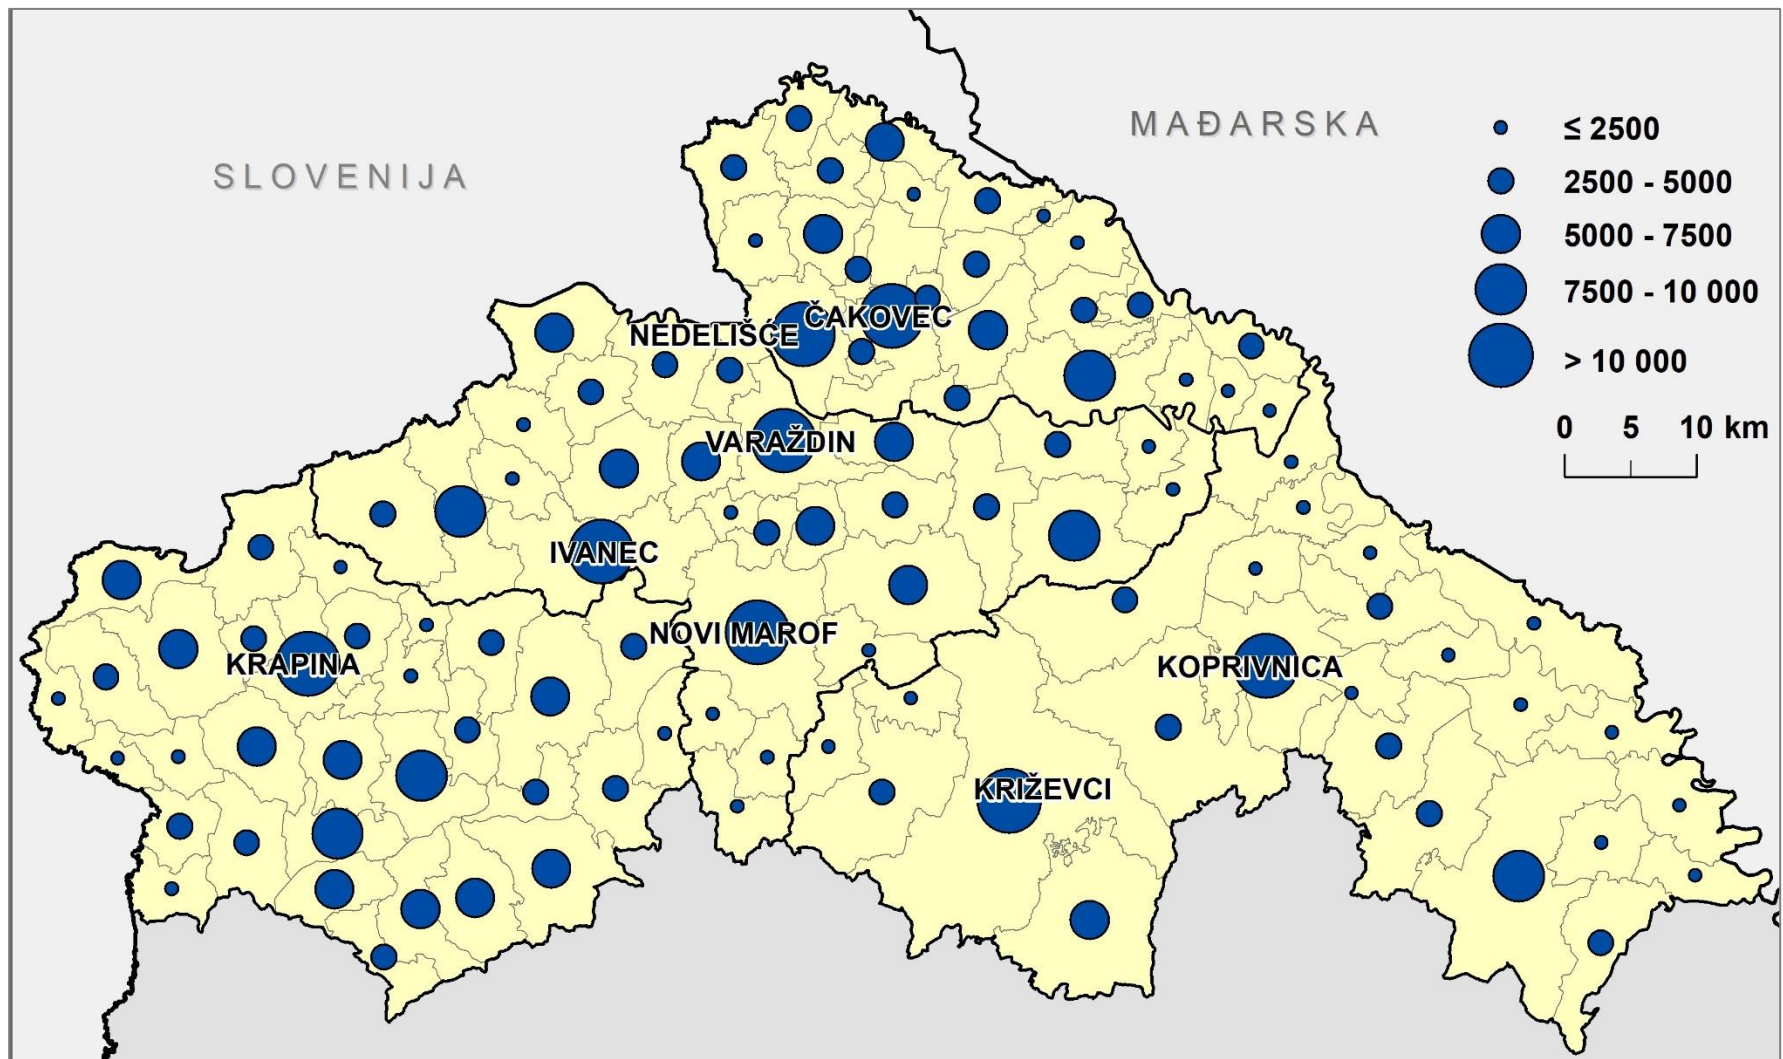 SLOVENIJA
MAĐARSKA
≤ 2500
2500 - 5000
5000 - 7500
7500 - 10 000
> 10 000
0 5 10 km
NEDELIŠĆE
ČAKOVEC
VARAŽDIN
IVANEC
NOVI MAROF
KRAPINA
KOPRIVNICA
KRIŽEVCI